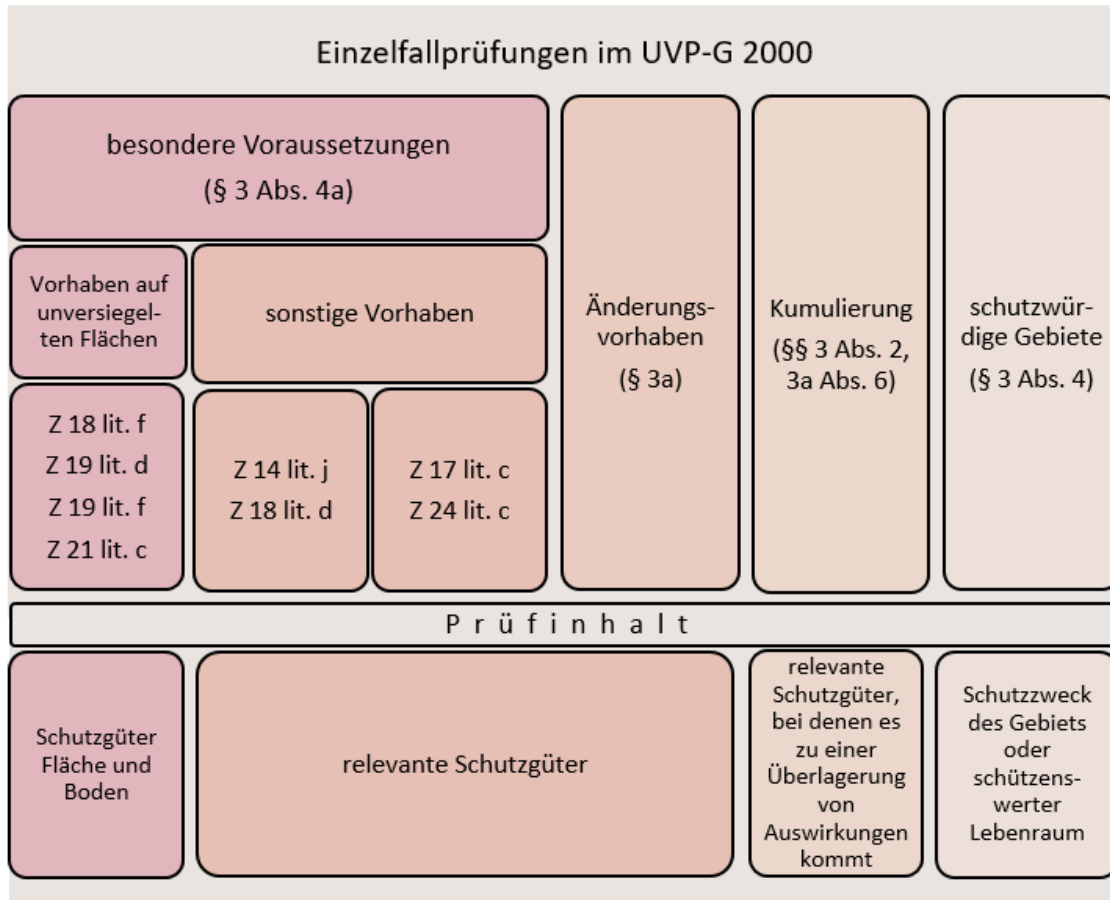 Einzelfallprüfungen im UVP-G 2000
besondere Voraussetzungen
(§ 3 Abs. 4a)
Vorhaben auf
unversiegel-
ten Flächen
sonstige Vorhaben
Z 18 lit. f
Z 19 lit. d
Z 19 lit. f
Z 21 lit. c
Z 14 lit. j
Z 18 lit. d
Z 17 lit. c
Z 24 lit. c
Änderungs-
vorhaben
(§ 3a)
Kumulierung
(§§ 3 Abs. 2,
3a Abs. 6)
schutzwür-
dige Gebiete
(§ 3 Abs. 4)
Prüfinhalt
Schutzgüter
Fläche und
Boden
relevante Schutzgüter
relevante
Schutzgüter,
bei denen es
zu einer
Überlagerung
von
Auswirkungen
kommt
Schutzzweck
des Gebiets
oder
schützens-
werter
Lebenraum